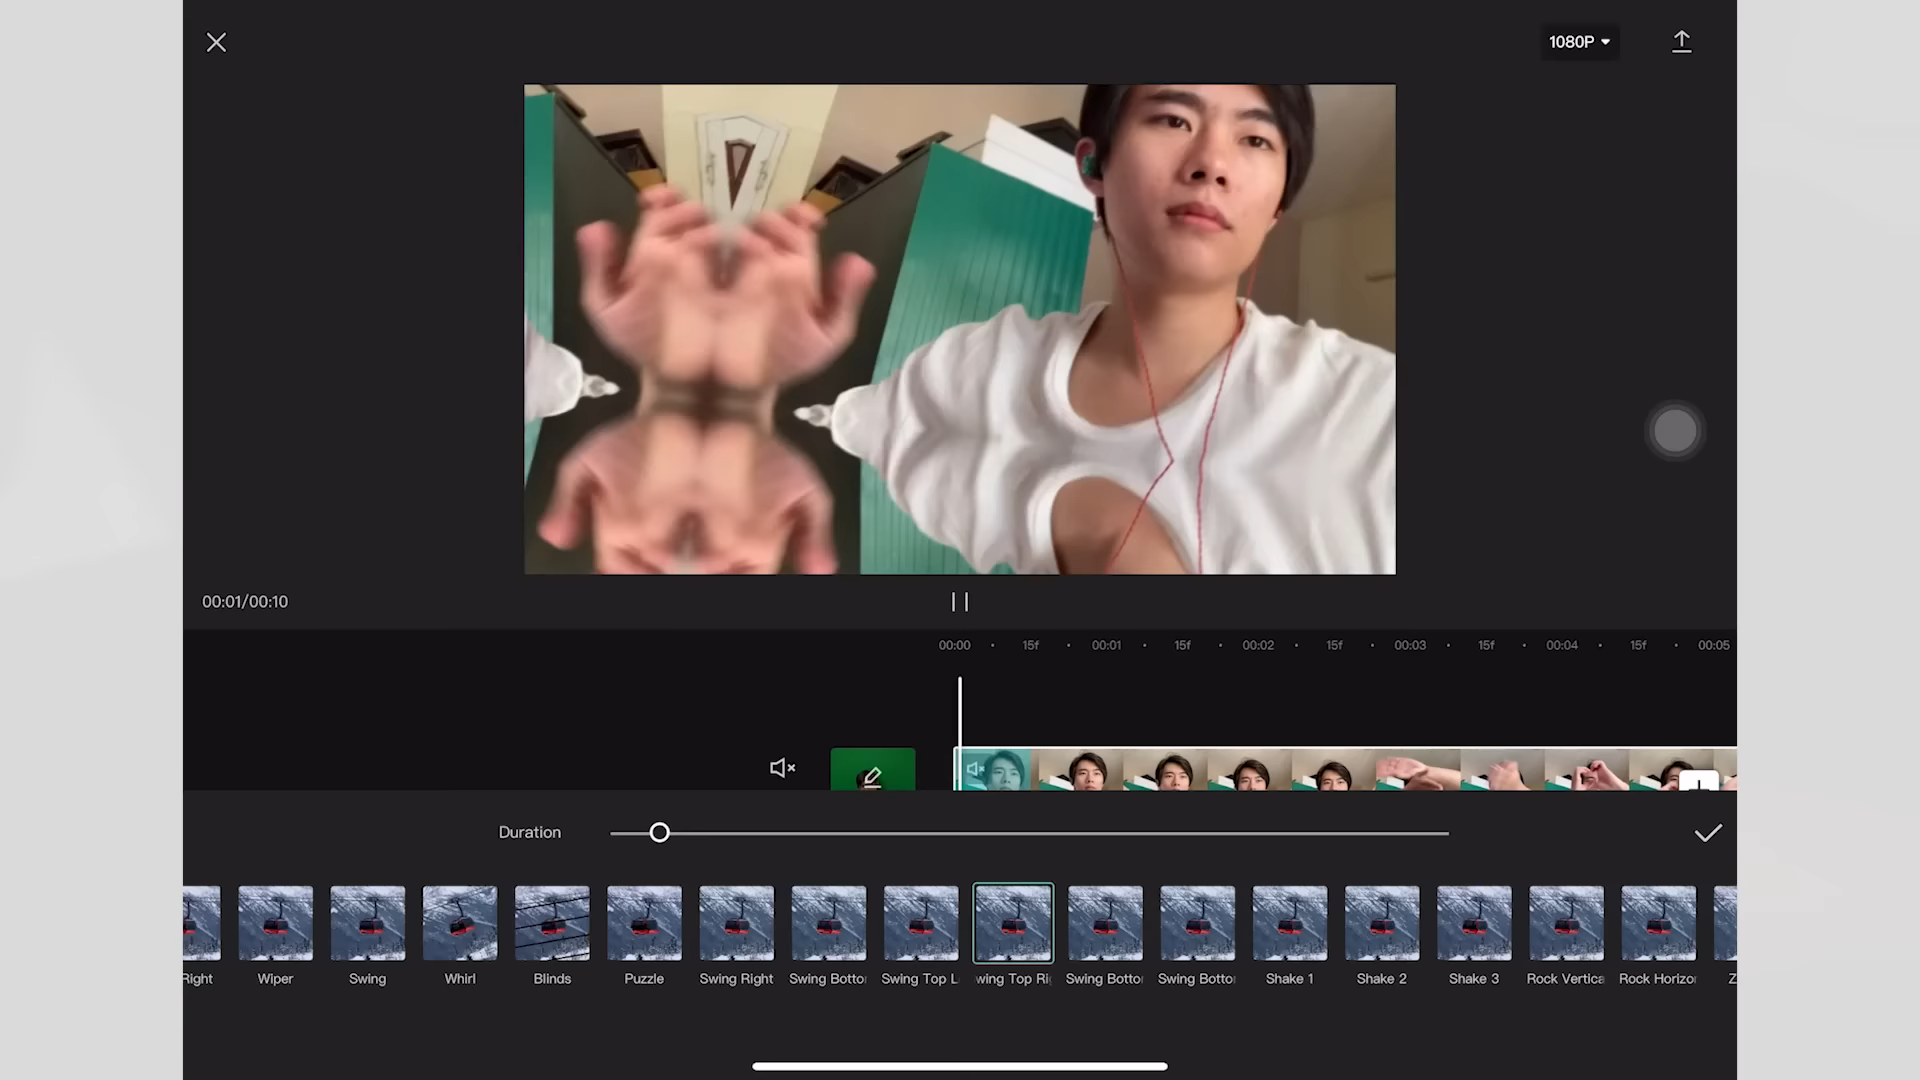 1080P
00:01/00:10
00:00 15f 00:01 15f 00:02 15f 00:03 15f 00:04 15f 00:05
Duration
Right Wiper Swing Whirl Blinds Puzzle Swing Right Swing Botto Swing Top L wing Top Ri Swing Botto Swing Botto Shake 1 Shake 2 Shake 3 Rock Vertica Rock Horizo Z